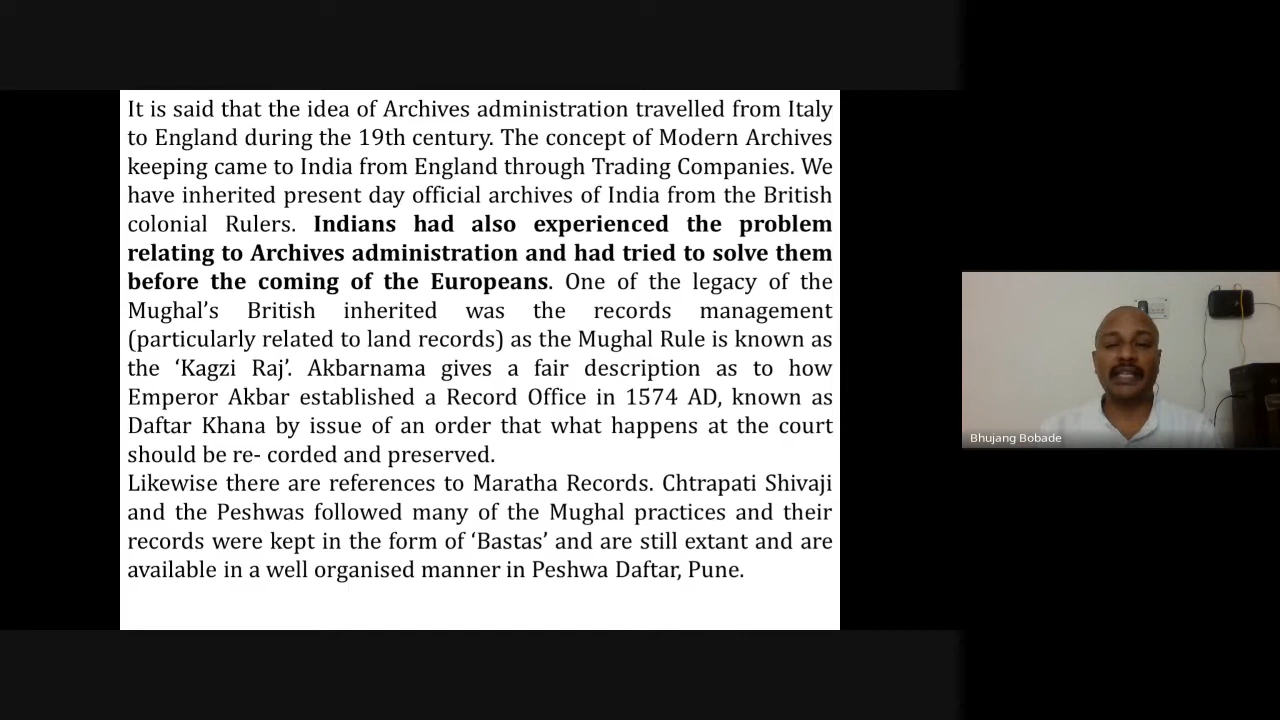 It is said that the idea of Archives administration travelled from Italy
to England during the 19th century. The concept of Modern Archives
keeping came to India from England through Trading Companies. We
have inherited present day official archives of India from the British
colonial Rulers. Indians had also experienced the problem
relating to Archives administration and had tried to solve them
before the coming of the Europeans. One of the legacy of the
Mughal’s British inherited was the records management
(particularly related to land records) as the Mughal Rule is known as
the ‘Kagzi Raj’. Akbarnama gives a fair description as to how
Emperor Akbar established a Record Office in 1574 AD, known as
Daftar Khana by issue of an order that what happens at the court
should be re- corded and preserved.
Likewise there are references to Maratha Records. Chtrapati Shivaji
and the Peshwas followed many of the Mughal practices and their
records were kept in the form of ‘Bastas’ and are still extant and are
available in a well organised manner in Peshwa Daftar, Pune.
Bhujang Bobade